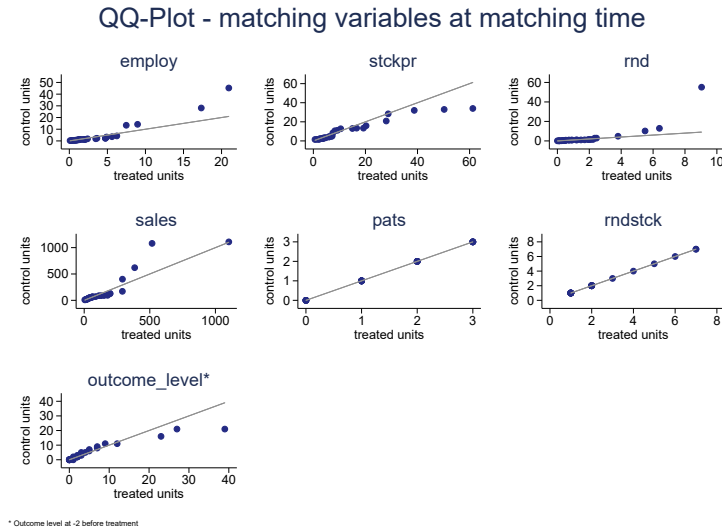 QQ-Plot - matching variables at matching time
employ
control units
50
40
30
20
10
0
0 5 10 15 20
treated units
stckpr
control units
60
40
20
0
0 20 40 60
treated units
rnd
control units
60
40
20
0
0 2 4 6 8 10
treated units
sales
control units
1000
500
0
0 500 1000
treated units
pats
control units
3
2
1
0
0 1 2 3
treated units
rndstck
control units
8
6
4
2
0
0 2 4 6 8
treated units
outcome_level*
control units
40
30
20
10
0
0 10 20 30 40
treated units
* Outcome level at -2 before treatment